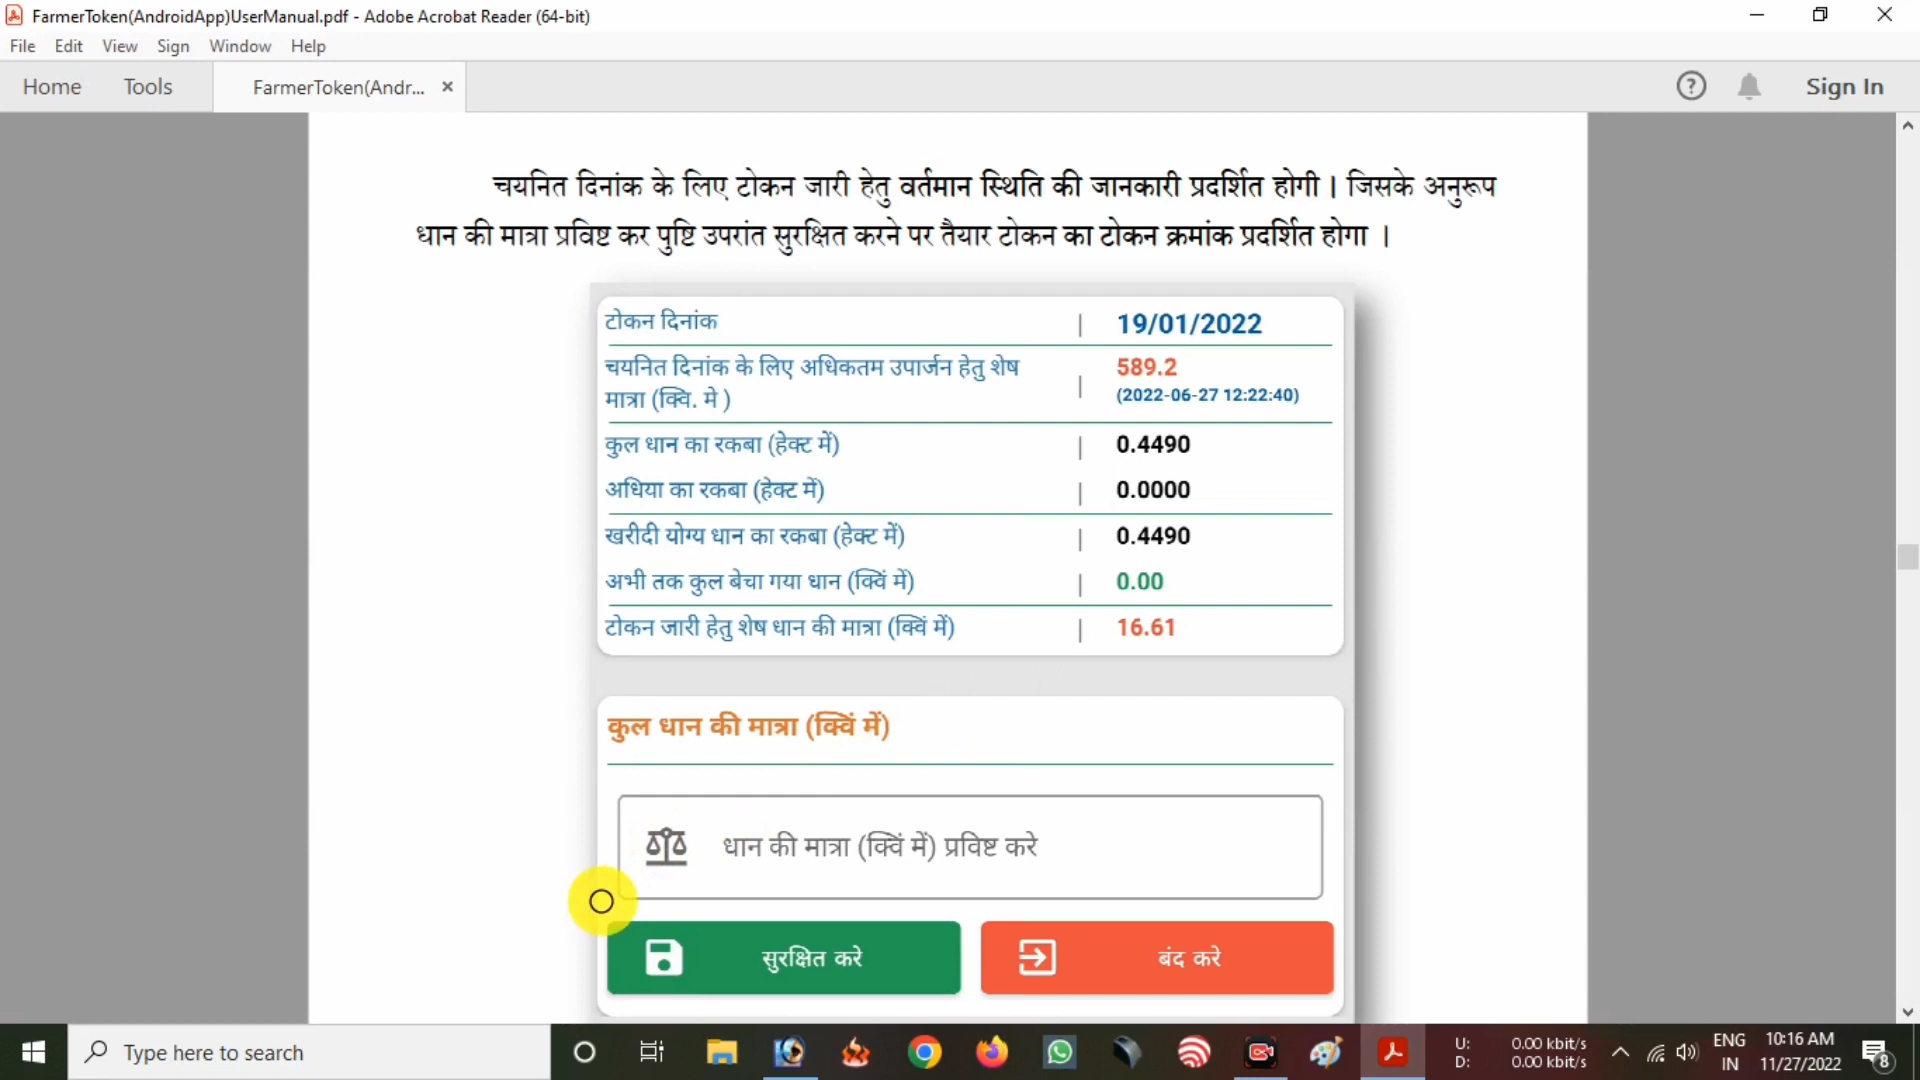 FarmerToken(AndroidApp)UserManual.pdf - Adobe Acrobat Reader (64-bit)
File Edit View Sign Window Help
Home Tools FarmerToken(Andr... × Sign In
चयनित दिनांक के लिए टोकन जारी हेतु वर्तमान स्थिति की जानकारी प्रदर्शित होगी | जिसके अनुरूप
धान की मात्रा प्रविष्ट कर पुष्टि उपरांत सुरक्षित करने पर तैयार टोकन का टोकन क्रमांक प्रदर्शित होगा ।
टोकन दिनांक | 19/01/2022
चयनित दिनांक के लिए अधिकतम उपार्जन हेतु शेष | 589.2
मात्रा (क्वि. मे ) (2022-06-27 12:22:40)
कुल धान का रकबा (हेक्ट में) | 0.4490
अधिया का रकबा (हेक्ट में) | 0.0000
खरीदी योग्य धान का रकबा (हेक्ट में) | 0.4490
अभी तक कुल बेचा गया धान (क्विं में) | 0.00
टोकन जारी हेतु शेष धान की मात्रा (क्विं में) | 16.61
कुल धान की मात्रा (क्विं में)
धान की मात्रा (क्विं में) प्रविष्ट करे
सुरक्षित करे बंद करे
Type here to search U: 0.00 kbit/s ENG 10:16 AM
D: 0.00 kbit/s IN 11/27/2022 8